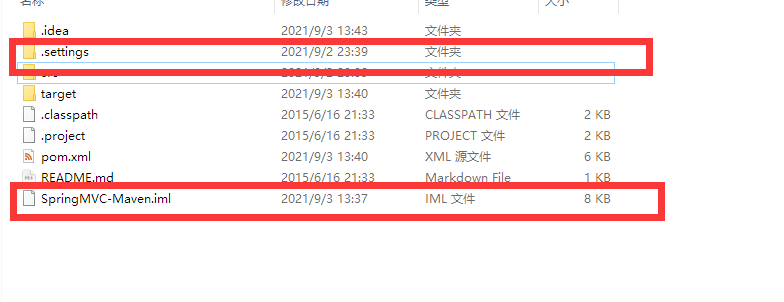 名称 修改日期 类型 大小
.idea 2021/9/3 13:43 文件夹
.settings 2021/9/2 23:39 文件夹
target 2021/9/3 13:40 文件夹
.classpath 2015/6/16 21:33 CLASSPATH 文件 2 KB
.project 2015/6/16 21:33 PROJECT 文件 2 KB
pom.xml 2021/9/3 13:40 XML 源文件 6 KB
README.md 2015/6/16 21:33 Markdown File 1 KB
SpringMVC-Maven.iml 2021/9/3 13:37 IML 文件 8 KB